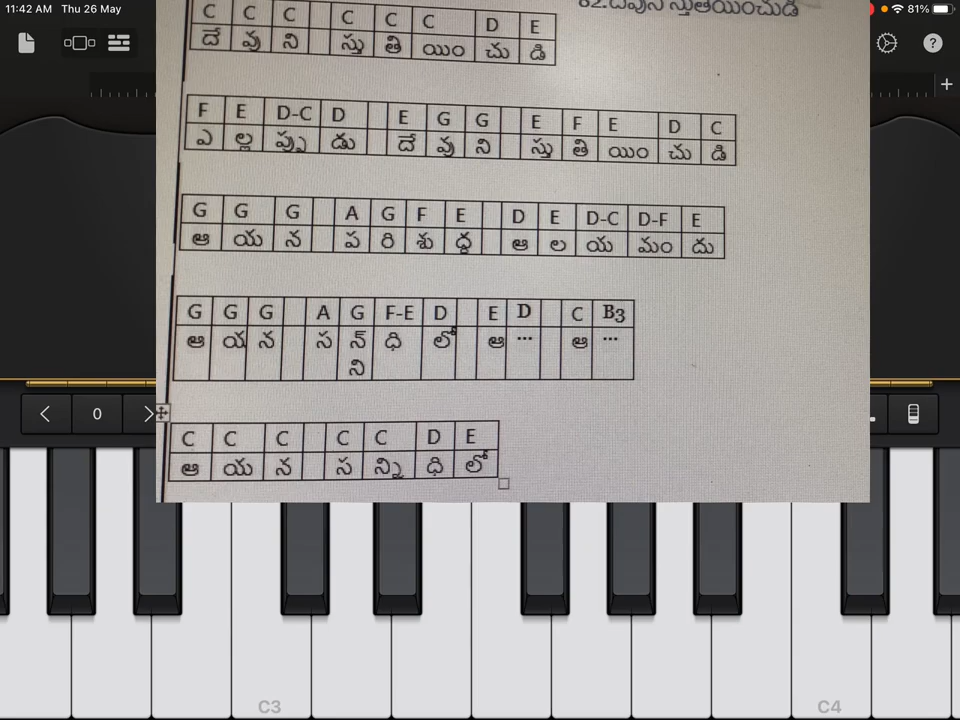 11:42 AM Thu 26 May 81%
82.దేవుని స్తుతియించుడి
C C C C C C D E
దే వు ని స్తు తి యిం చు డి
F E D-C D E G G E F E D C
ఎ ల్ల ప్పు డు దే వు ని స్తు తి యిం చు డి
G G G A G F E D E D-C D-F E
ఆ య న ప రి శు ధ్ధ ఆ ల య మం దు
G G G A G F-E D E D C B3
ఆ య న స న్ ధి లో ఆ ... ఆ ...
ని
0
C C C C C D E
ఆ య న స న్ని ధి లో
C3 C4